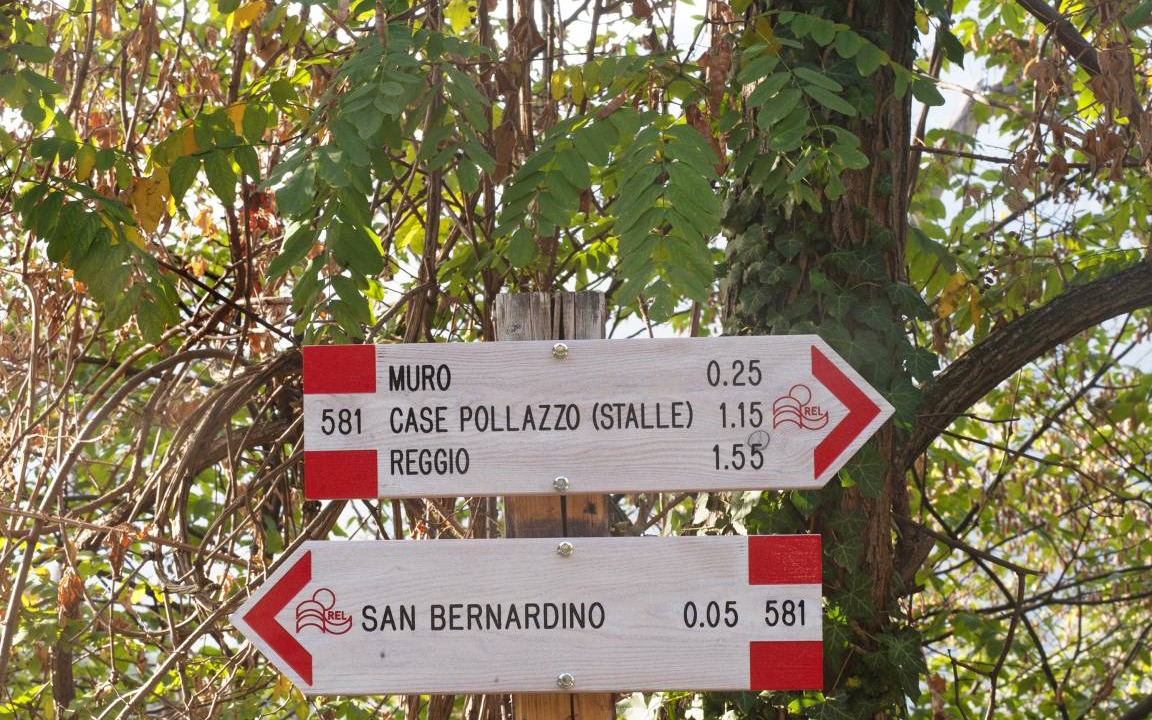 MURO 0.25
581 CASE POLLAZZO (STALLE) 1.15 REL
REGGIO 1.55
REL SAN BERNARDINO 0.05 581